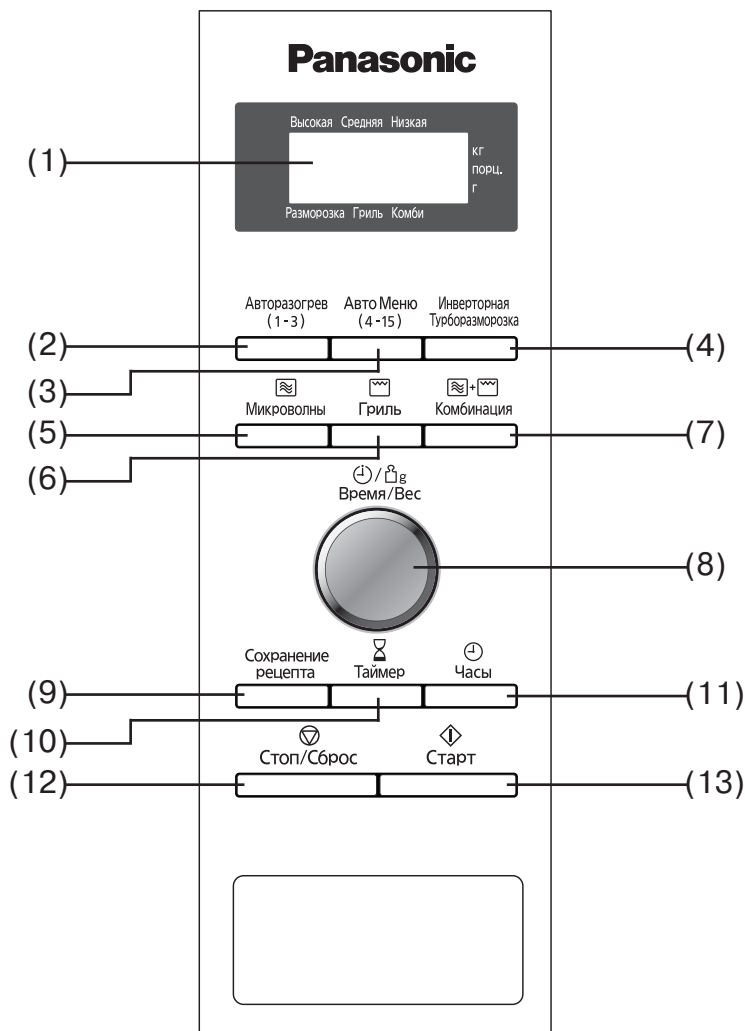 Panasonic
Высокая Средняя Низкая
(1)
кг
порц.
г
Разморозка Гриль Комби
Авторазогрев
(1-3)
Авто Меню
(4-15)
Инверторная
Турборазморозка
(2)
(4)
(3)
Микроволны
Гриль
+
Комбинация
(5)
(7)
(6)
/ g
Время/Вес
(8)
Сохранение
рецепта
Таймер
Часы
(9)
(11)
(10)
Стоп/Сброс
Старт
(12)
(13)